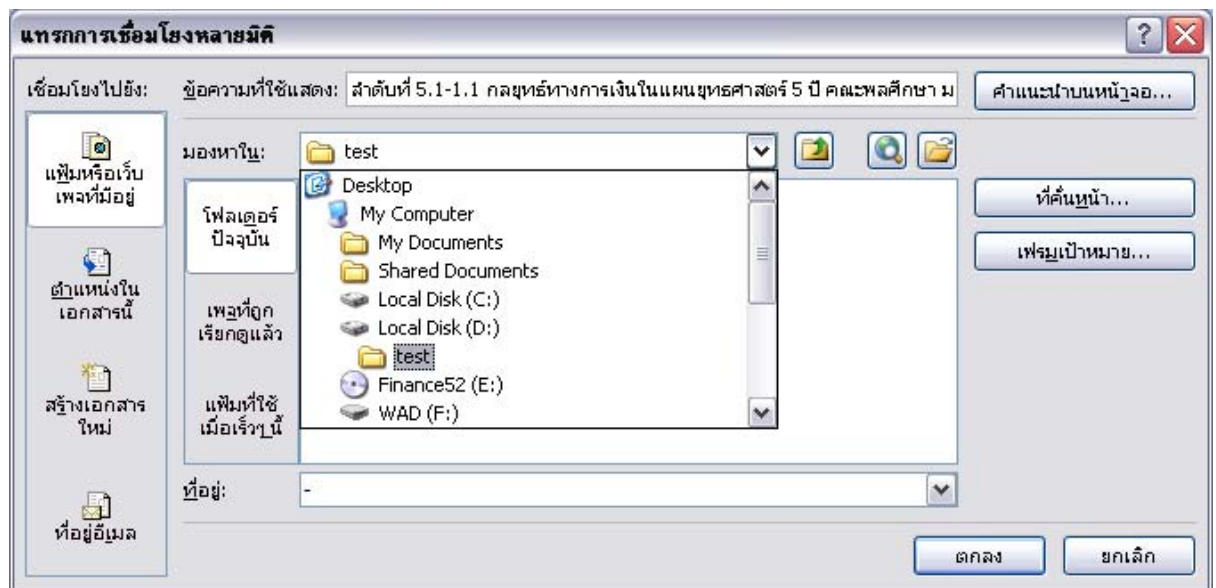 แทรกการเชื่อมโยงหลายมิติ
เชื่อมโยงไปยัง:
ข้อความที่ใช้แสดง: ลำดับที่ 5.1-1.1 กลยุทธ์ทางการเงินในแผนยุทธศาสตร์ 5 ปี คณะพลศึกษา ม
คำแนะนำบนหน้าจอ...
แฟ้มหรือเว็บ
เพจที่มีอยู่
ตำแหน่งใน
เอกสารนี้
สร้างเอกสาร
ใหม่
ที่อยู่อีเมล
มองหาใน: test
โฟลเดอร์
ปัจจุบัน
เพจที่ถูก
เรียกดูแล้ว
แฟ้มที่ใช้
เมื่อเร็วๆ นี้
Desktop
My Computer
My Documents
Shared Documents
Local Disk (C:)
Local Disk (D:)
test
Finance52 (E:)
WAD (F:)
ที่คั่นหน้า...
เฟรมเป้าหมาย...
ที่อยู่: -
ตกลง
ยกเลิก